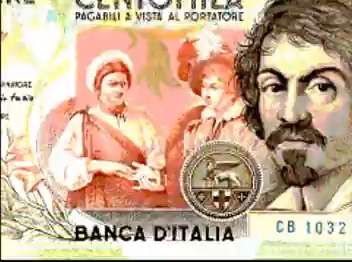 CENTOMILA
PAGABILI A VISTA AL PORTATORE
BANCA D'ITALIA
CB 1032